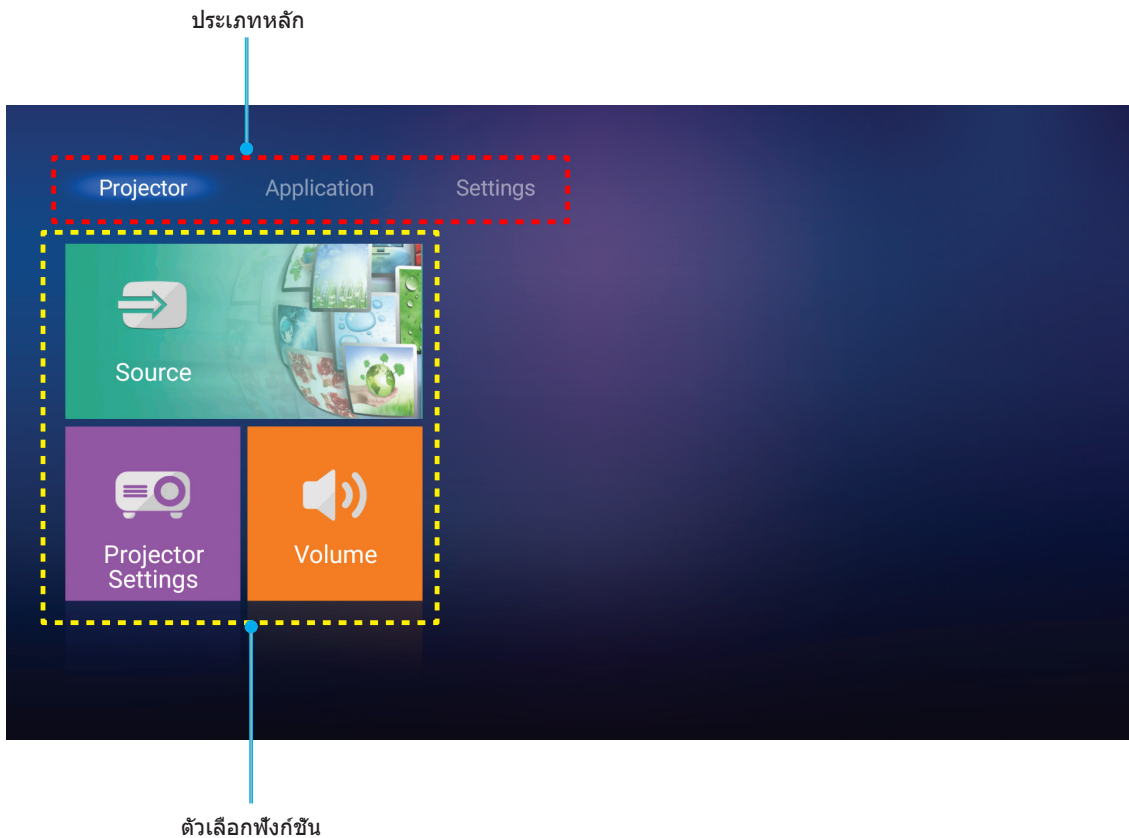 ประเภทหลัก
Projector Application Settings
Source
Projector
Settings
Volume
ตัวเลือกฟังก์ชัน